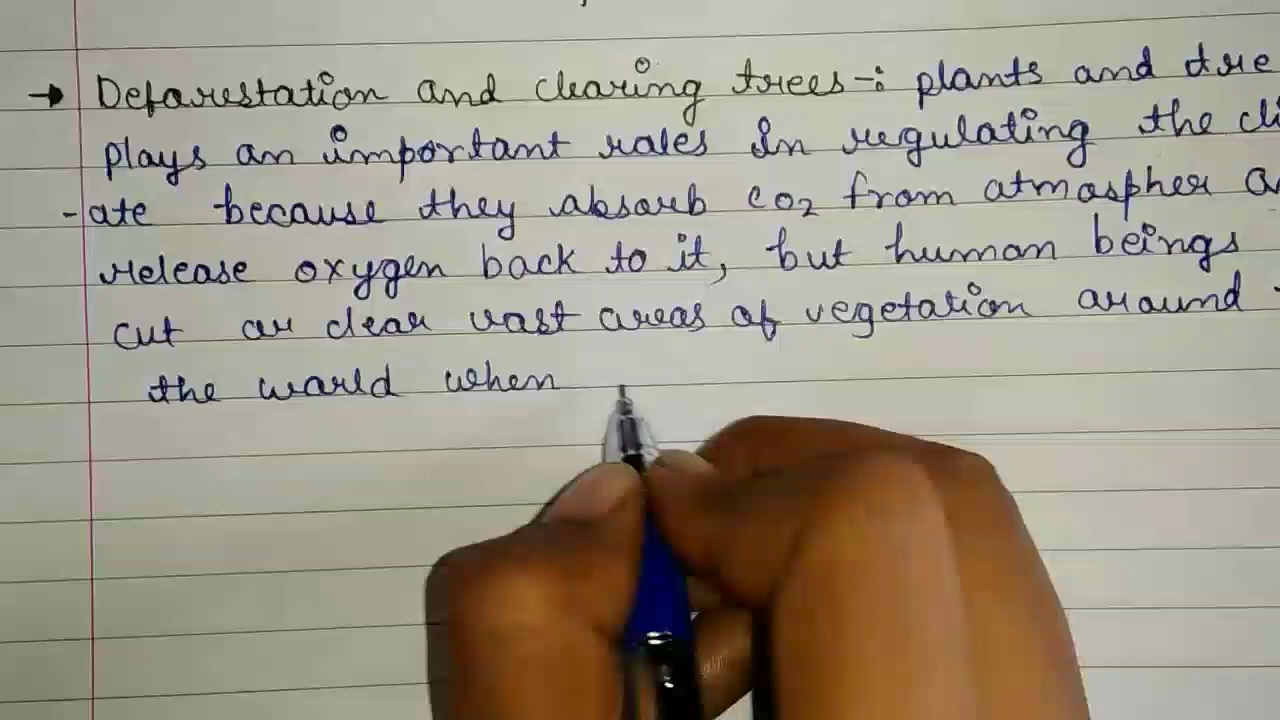 → Deforestation and clearing trees-: plants and tre
plays an important roles in regulating the cli
-ate because they absorb CO2 from atmospher a
release oxygen back to it, but human beings
cut or clear vast areas of vegetation around
the world when